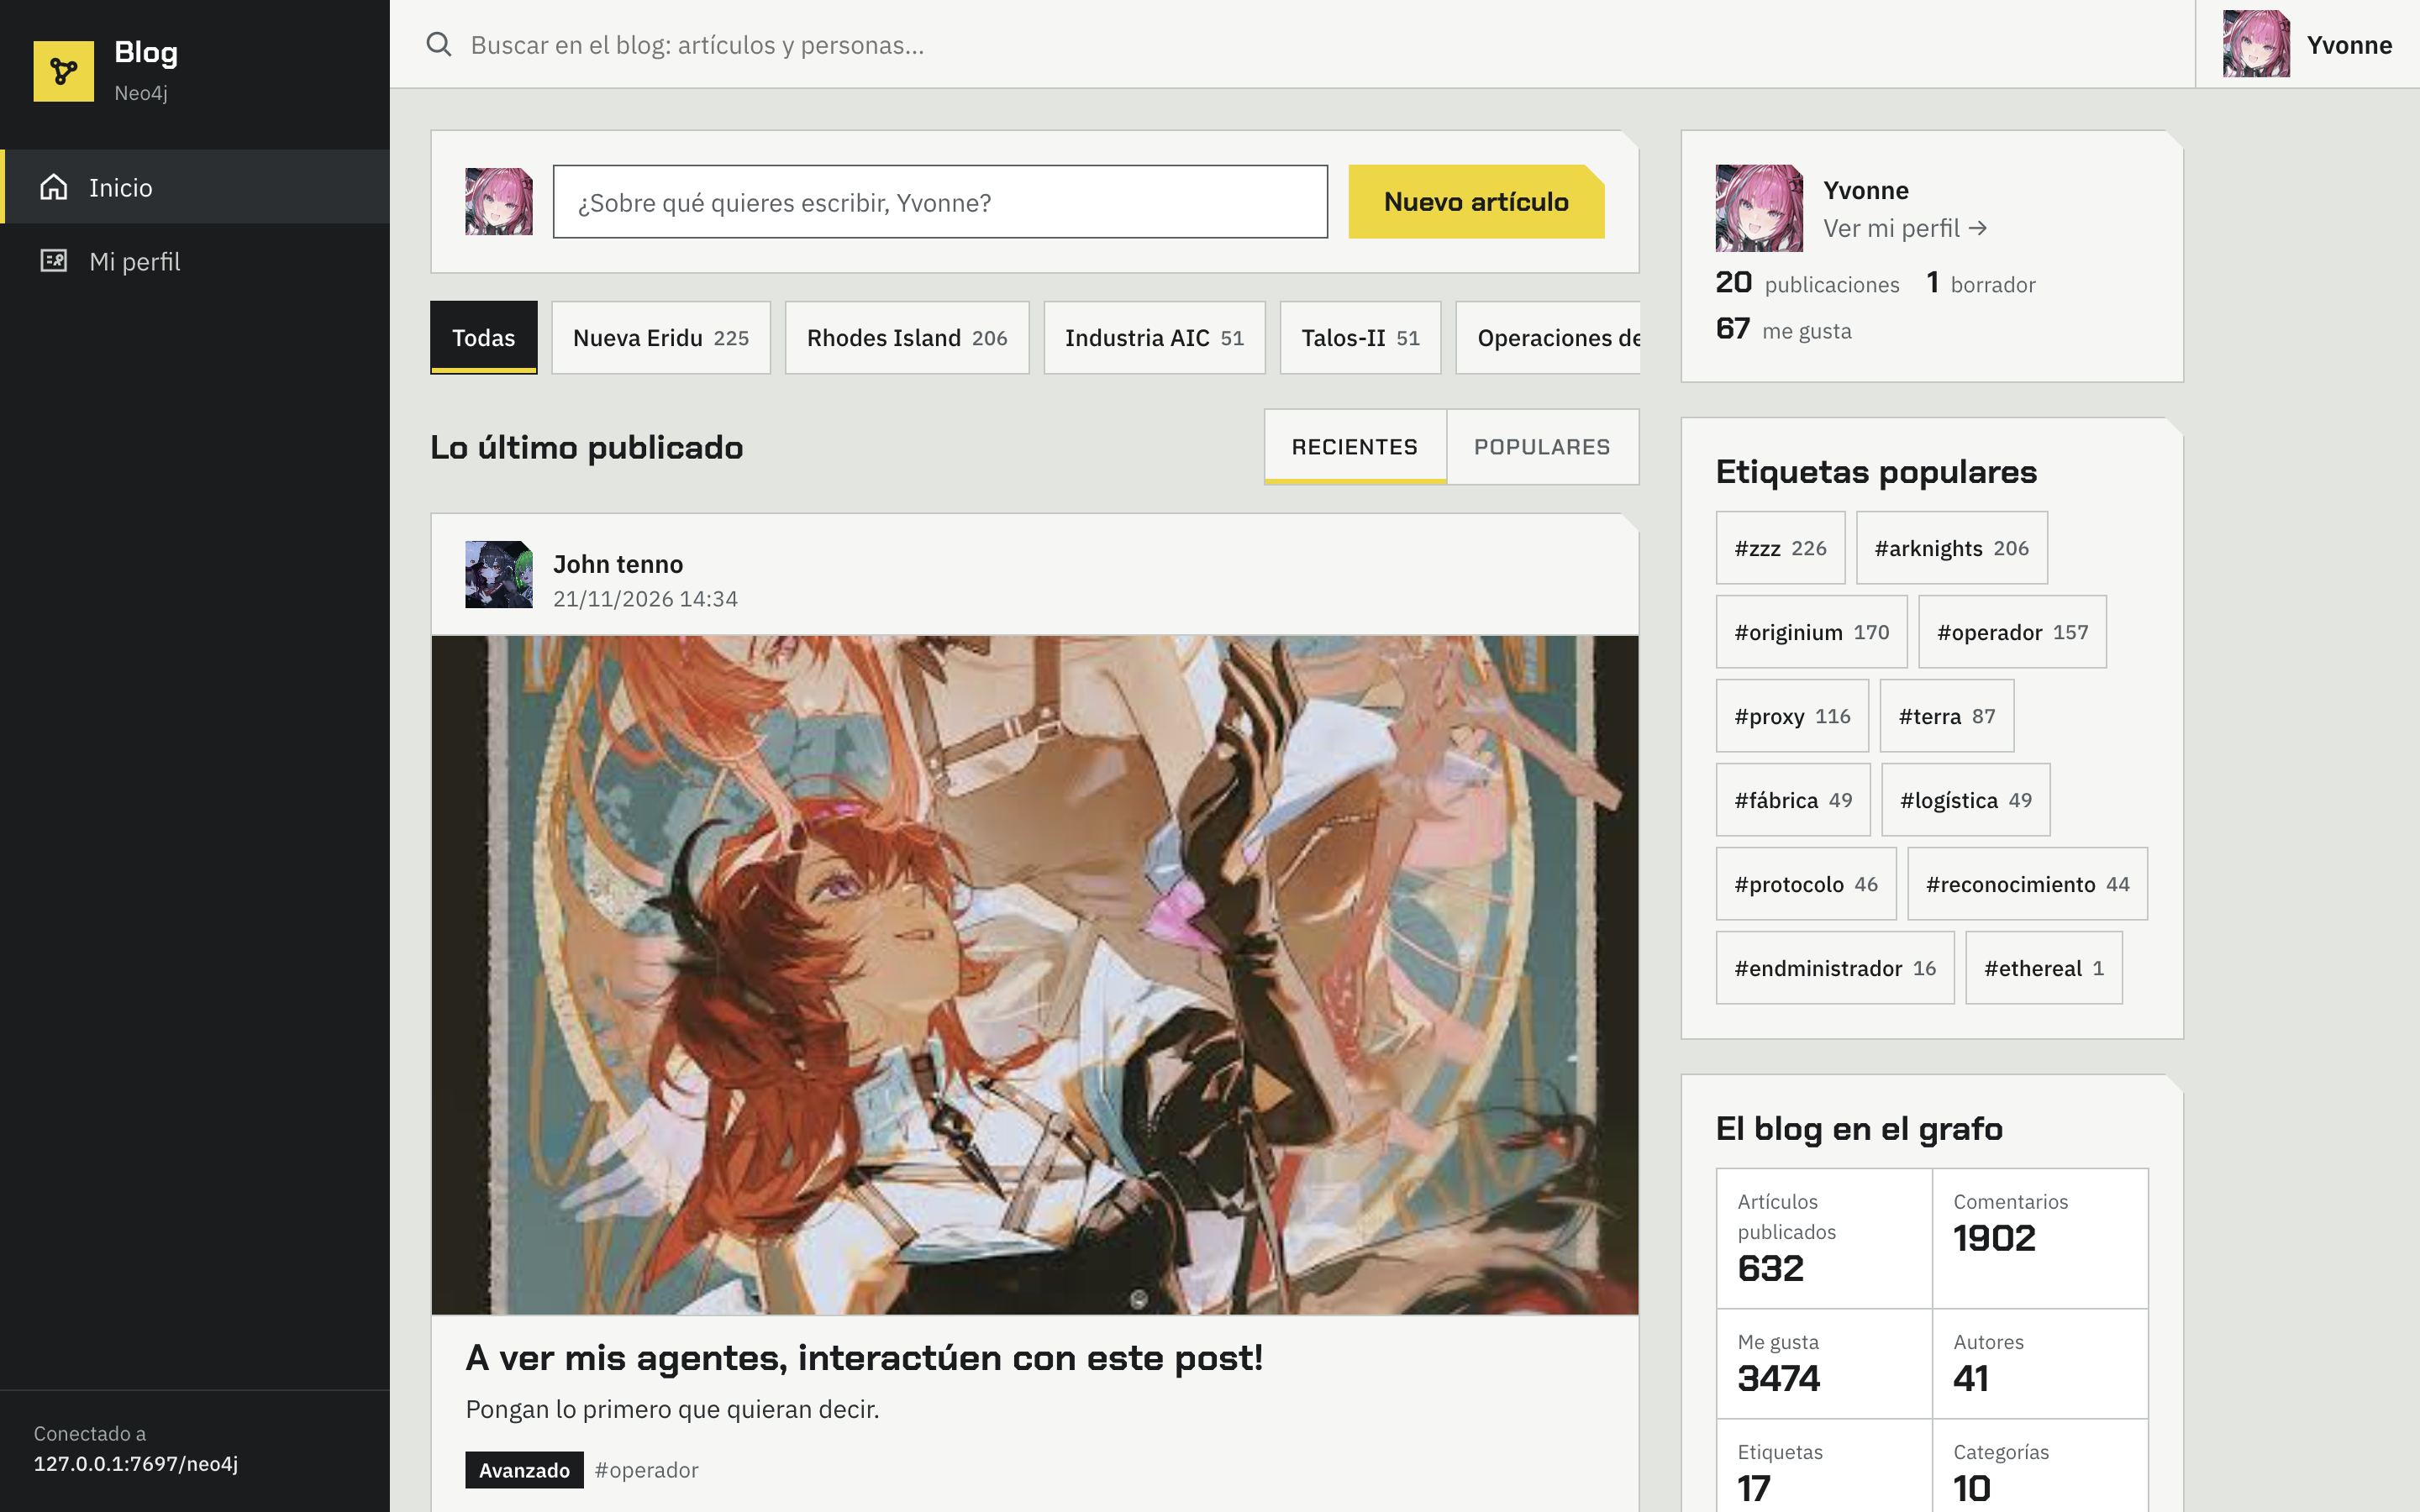 Blog
Neo4j
Inicio
Mi perfil
Conectado a
127.0.0.1:7697/neo4j
Buscar en el blog: artículos y personas...
Yvonne
¿Sobre qué quieres escribir, Yvonne?
Nuevo artículo
Todas
Nueva Eridu 225
Rhodes Island 206
Industria AIC 51
Talos-II 51
Operaciones de
Lo último publicado
RECIENTES
POPULARES
John tenno
21/11/2026 14:34
A ver mis agentes, interactúen con este post!
Pongan lo primero que quieran decir.
Avanzado #operador
Yvonne
Ver mi perfil →
20 publicaciones 1 borrador
67 me gusta
Etiquetas populares
#zzz 226 #arknights 206
#originium 170 #operador 157
#proxy 116 #terra 87
#fábrica 49 #logística 49
#protocolo 46 #reconocimiento 44
#endministrador 16 #ethereal 1
El blog en el grafo
Artículos
publicados
632
Comentarios
1902
Me gusta
3474
Autores
41
Etiquetas
17
Categorías
10